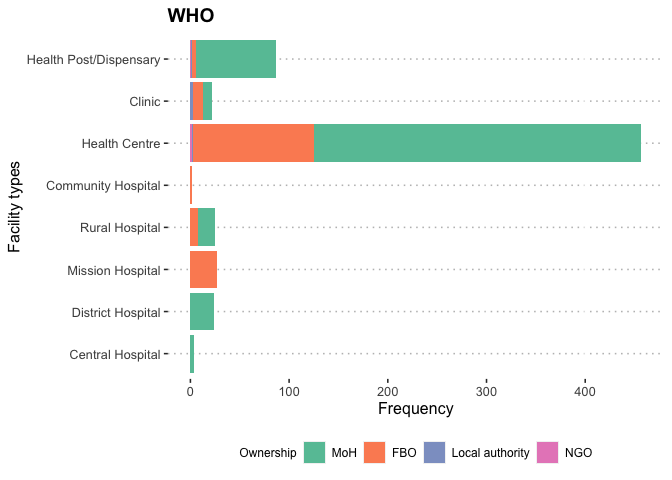 WHO
Facility types
Health Post/Dispensary
Clinic
Health Centre
Community Hospital
Rural Hospital
Mission Hospital
District Hospital
Central Hospital
0 100 200 300 400
Frequency
Ownership MoH FBO Local authority NGO